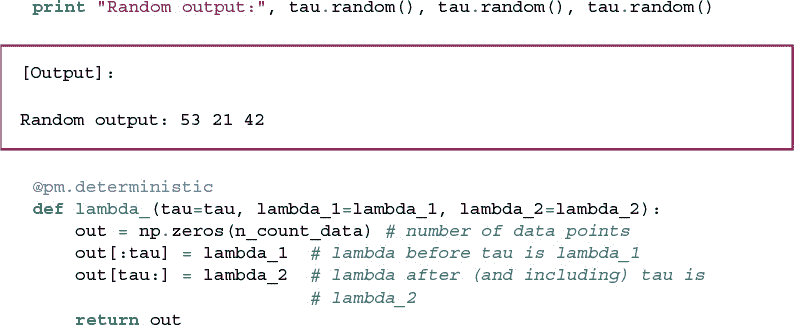 print "Random output:", tau.random(), tau.random(), tau.random()
[Output]:
Random output: 53 21 42
@pm.deterministic
def lambda_(tau=tau, lambda_1=lambda_1, lambda_2=lambda_2):
    out = np.zeros(n_count_data) # number of data points
    out[:tau] = lambda_1  # lambda before tau is lambda_1
    out[tau:] = lambda_2  # lambda after (and including) tau is
                          # lambda_2
    return out